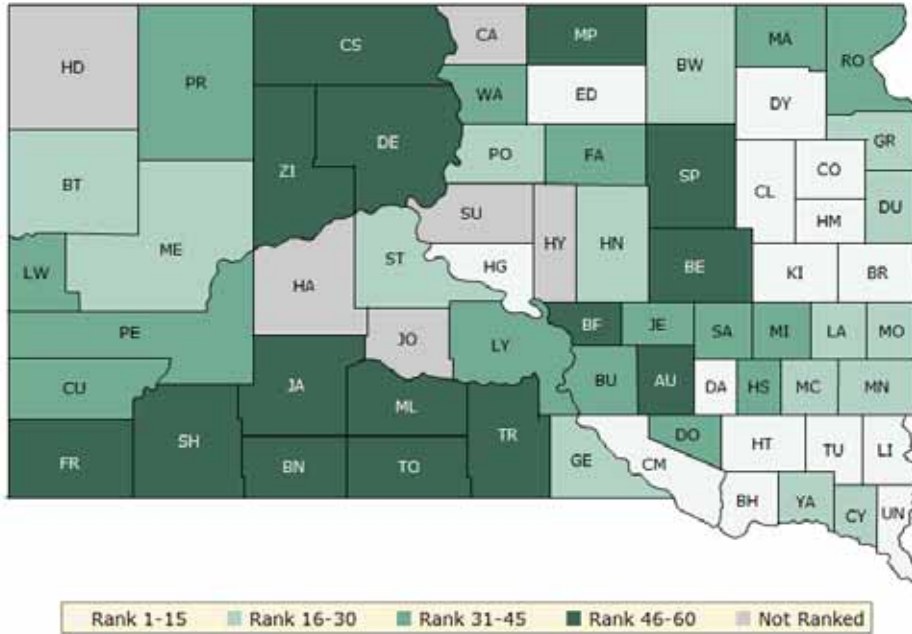 CS
CA
MP
MA
RO
HD
PR
BW
WA
ED
DY
DE
PO
FA
GR
ZI
SP
CO
BT
CL
SU
HM
DU
ME
HY
HN
ST
HG
BE
KI
BR
LW
HA
PE
JO
LY
BF
JE
SA
MI
LA
MO
CU
JA
BU
AU
DA
HS
MC
MN
ML
SH
TR
DO
HT
TU
LI
FR
BN
TO
GE
CM
BH
YA
CY
UN
Rank 1-15 Rank 16-30 Rank 31-45 Rank 46-60 Not Ranked